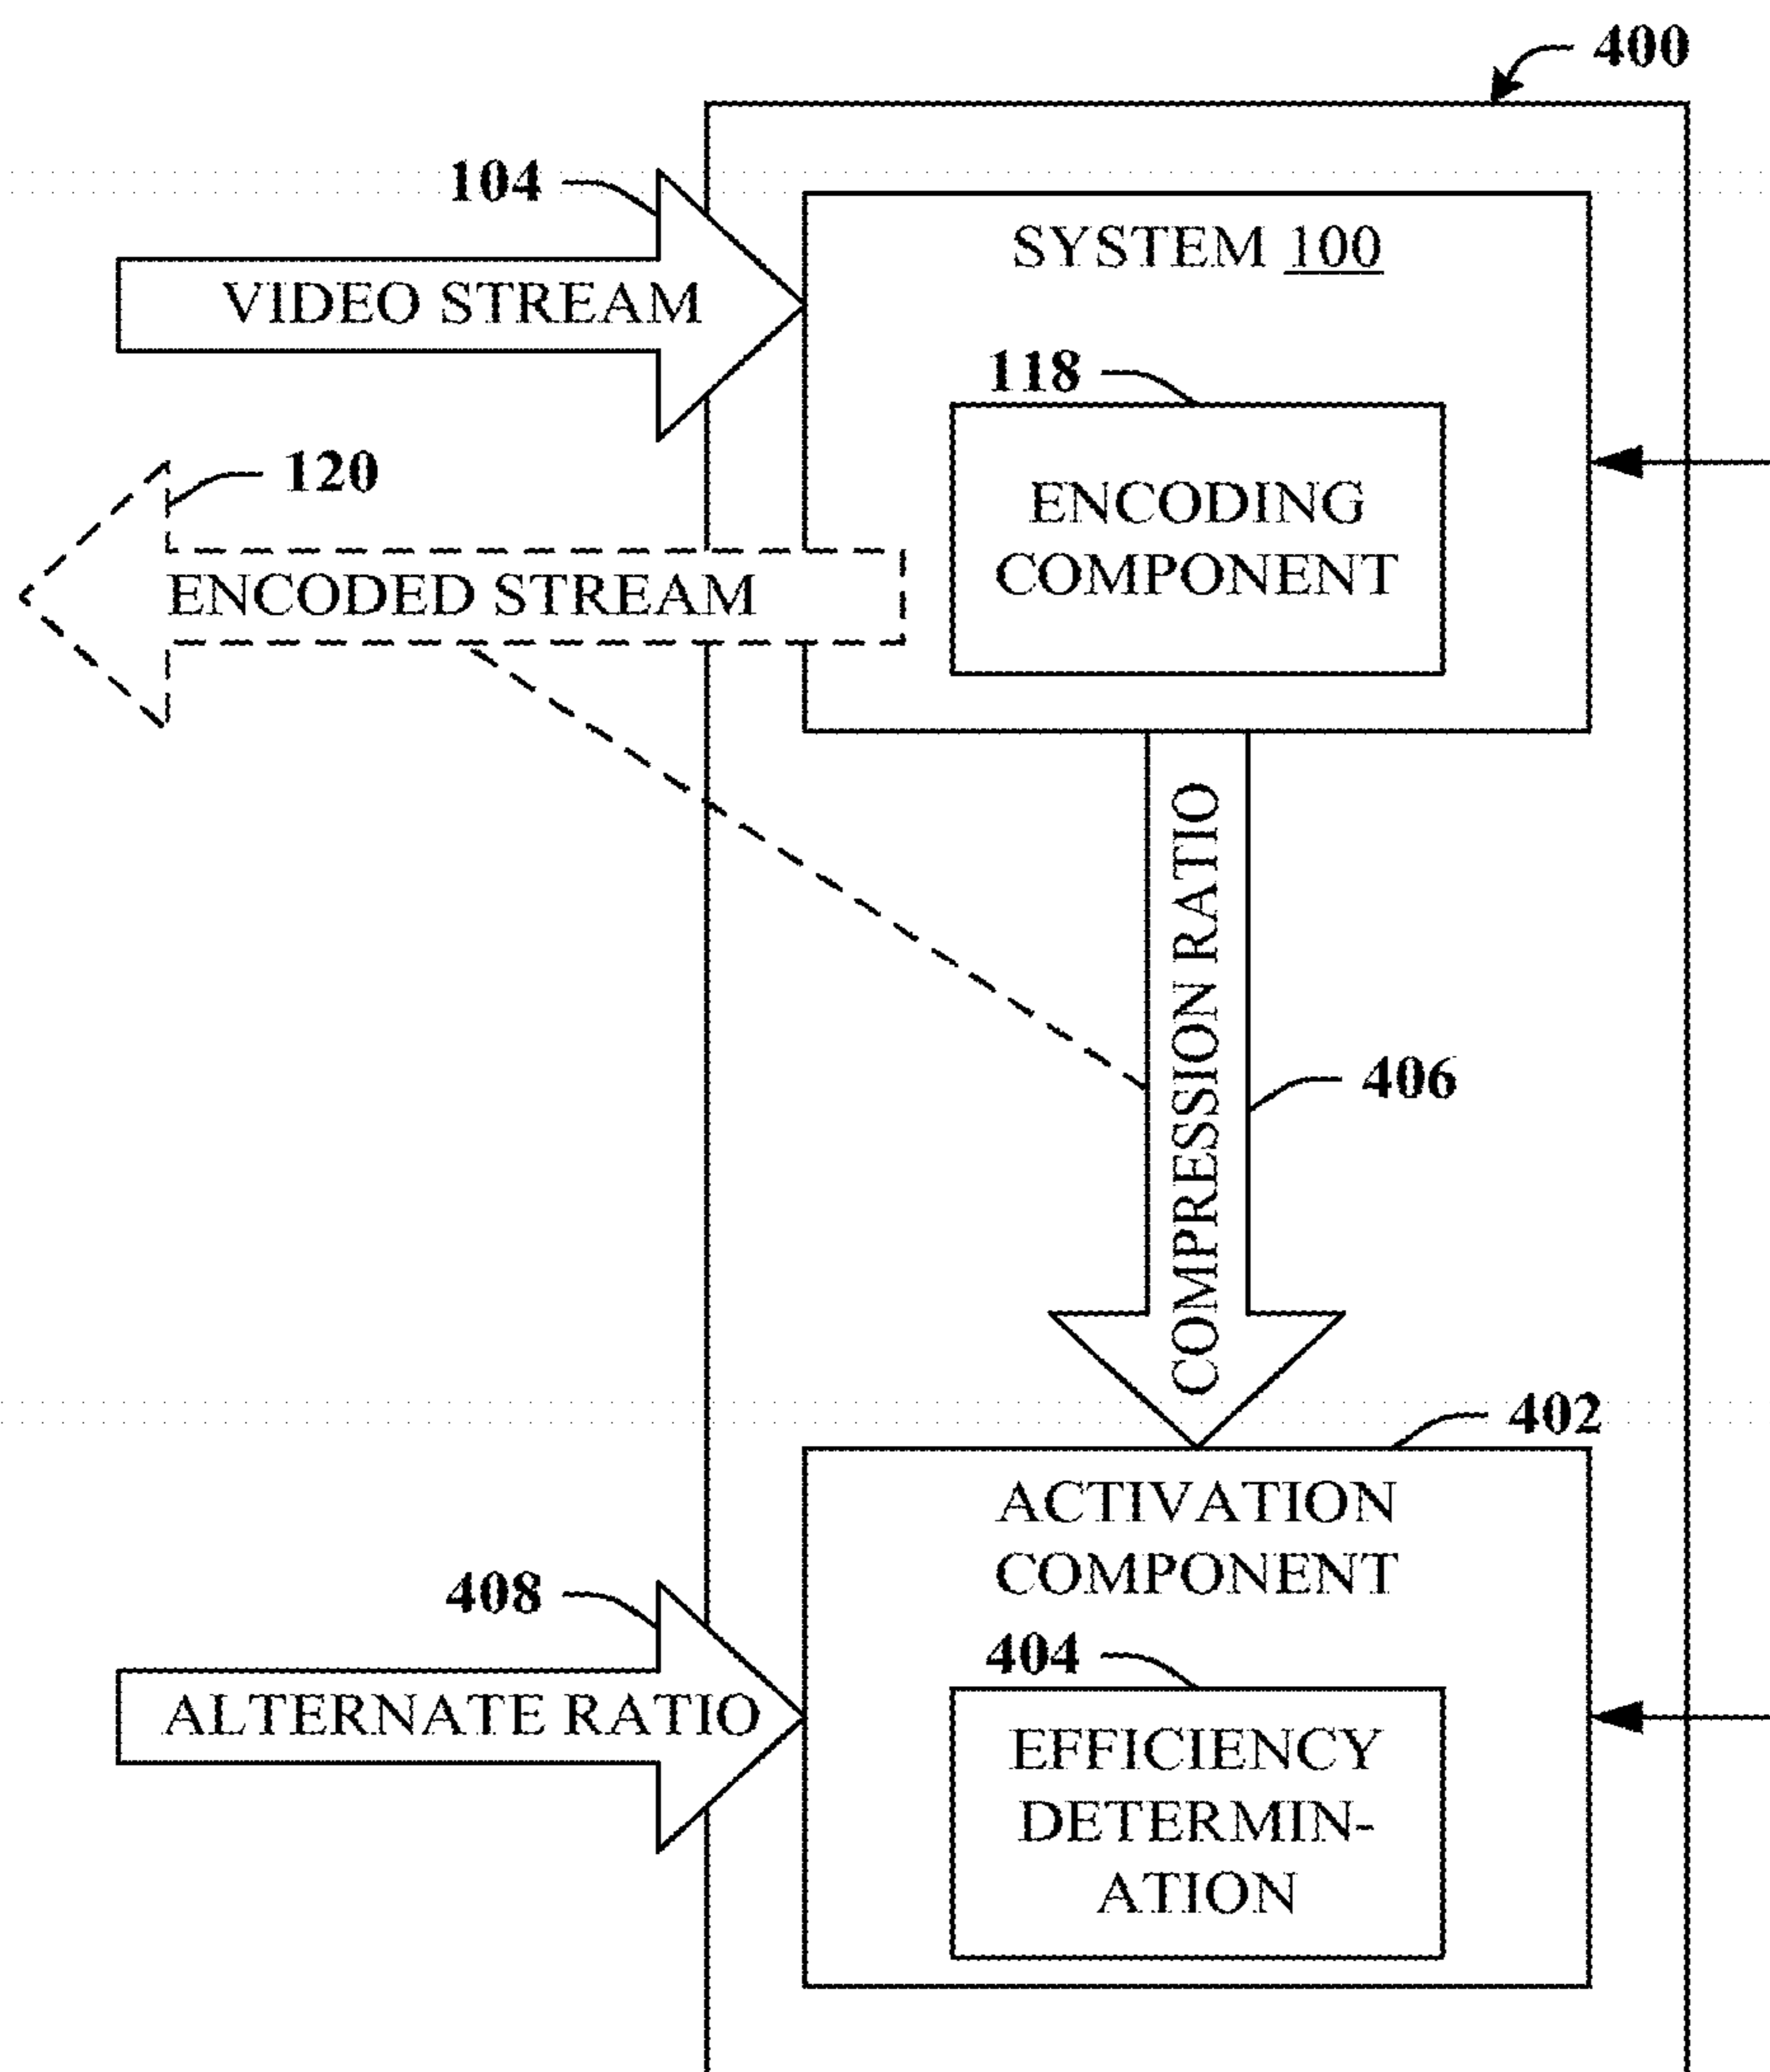 400
104
SYSTEM 100
VIDEO STREAM
118
120
ENCODING
COMPONENT
ENCODED STREAM
COMPRESSION RATIO
406
402
ACTIVATION
COMPONENT
408
404
ALTERNATE RATIO
EFFICIENCY
DETERMIN-
ATION